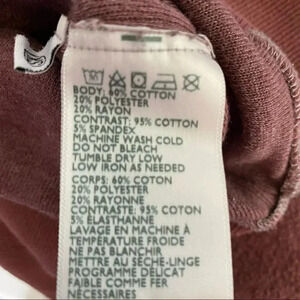 BODY: 60% COTTON
20% POLYESTER
20% RAYON
CONTRAST: 95% COTTON
5% SPANDEX
MACHINE WASH COLD
DO NOT BLEACH
TUMBLE DRY LOW
LOW IRON AS NEEDED
CORPS: 60% COTON
20% POLYESTER
20% RAYONNE
CONTRASTE: 95% COTON
5% ÉLASTHANNE
LAVAGE EN MACHINE À
TEMPÉRATURE FROIDE
NE PAS BLANCHIR
METTRE AU SÈCHE-LINGE
PROGRAMME DÉLICAT
FAIBLE COMME FER
NÉCESSAIRES